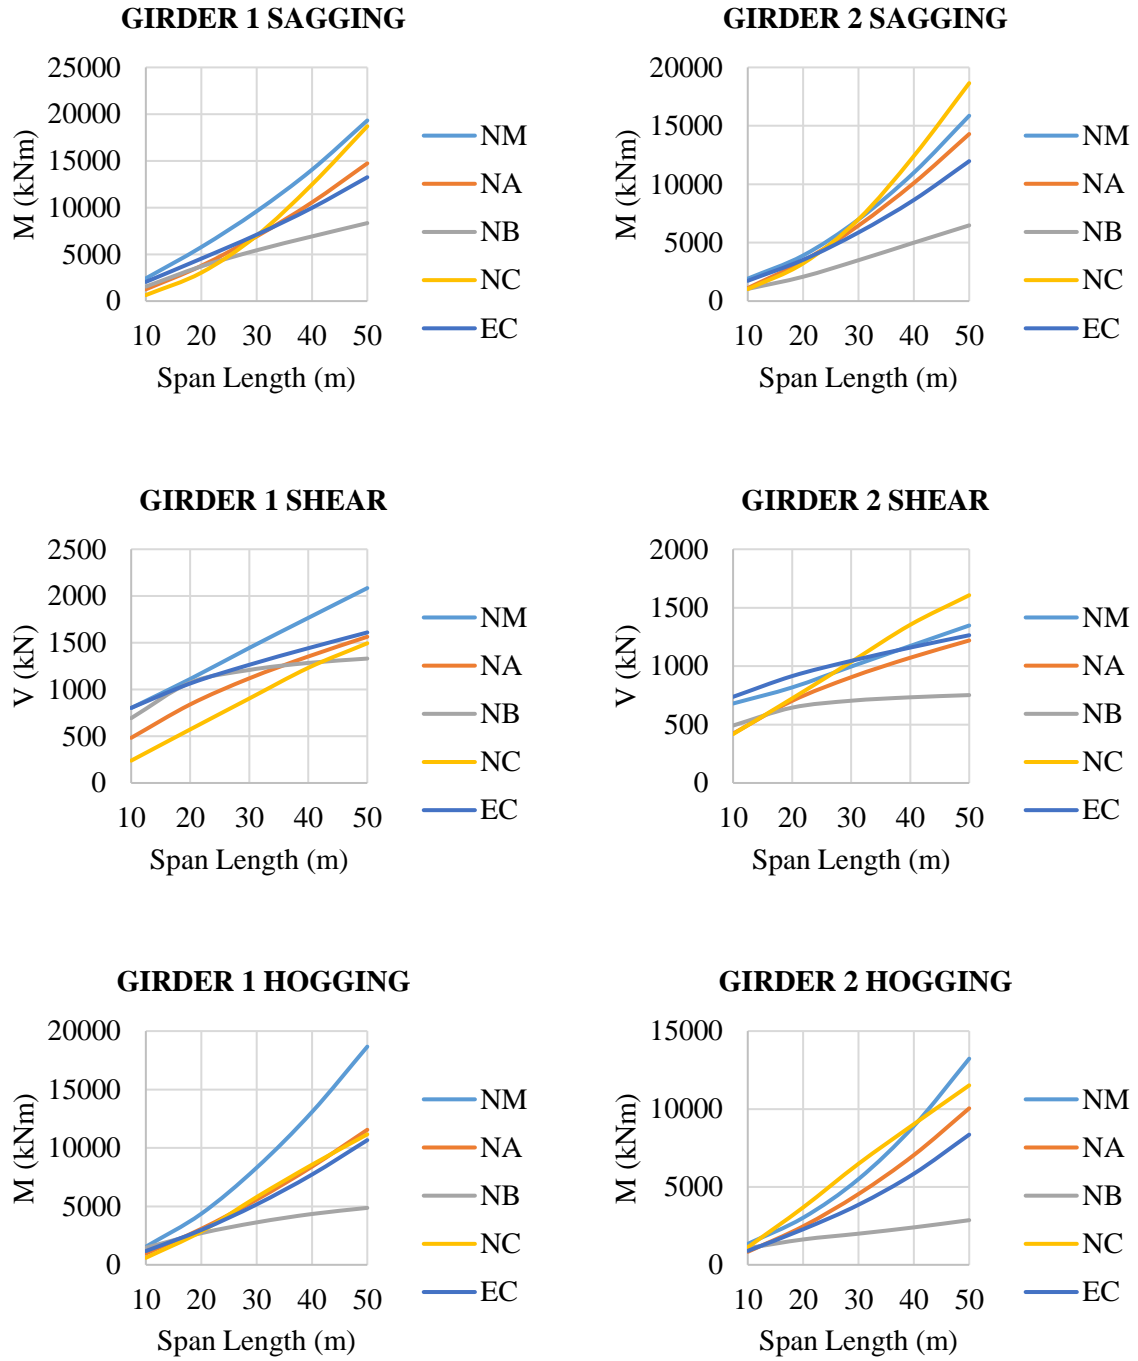 GIRDER 1 SAGGING
25000
20000
15000
10000
5000
0
M (kNm)
10 20 30 40 50
Span Length (m)
NM
NA
NB
NC
EC
GIRDER 2 SAGGING
20000
15000
10000
5000
0
M (kNm)
10 20 30 40 50
Span Length (m)
NM
NA
NB
NC
EC
GIRDER 1 SHEAR
2500
2000
1500
1000
500
0
V (kN)
10 20 30 40 50
Span Length (m)
NM
NA
NB
NC
EC
GIRDER 2 SHEAR
2000
1500
1000
500
0
V (kN)
10 20 30 40 50
Span Length (m)
NM
NA
NB
NC
EC
GIRDER 1 HOGGING
20000
15000
10000
5000
0
M (kNm)
10 20 30 40 50
Span Length (m)
NM
NA
NB
NC
EC
GIRDER 2 HOGGING
15000
10000
5000
0
M (kNm)
10 20 30 40 50
Span Length (m)
NM
NA
NB
NC
EC